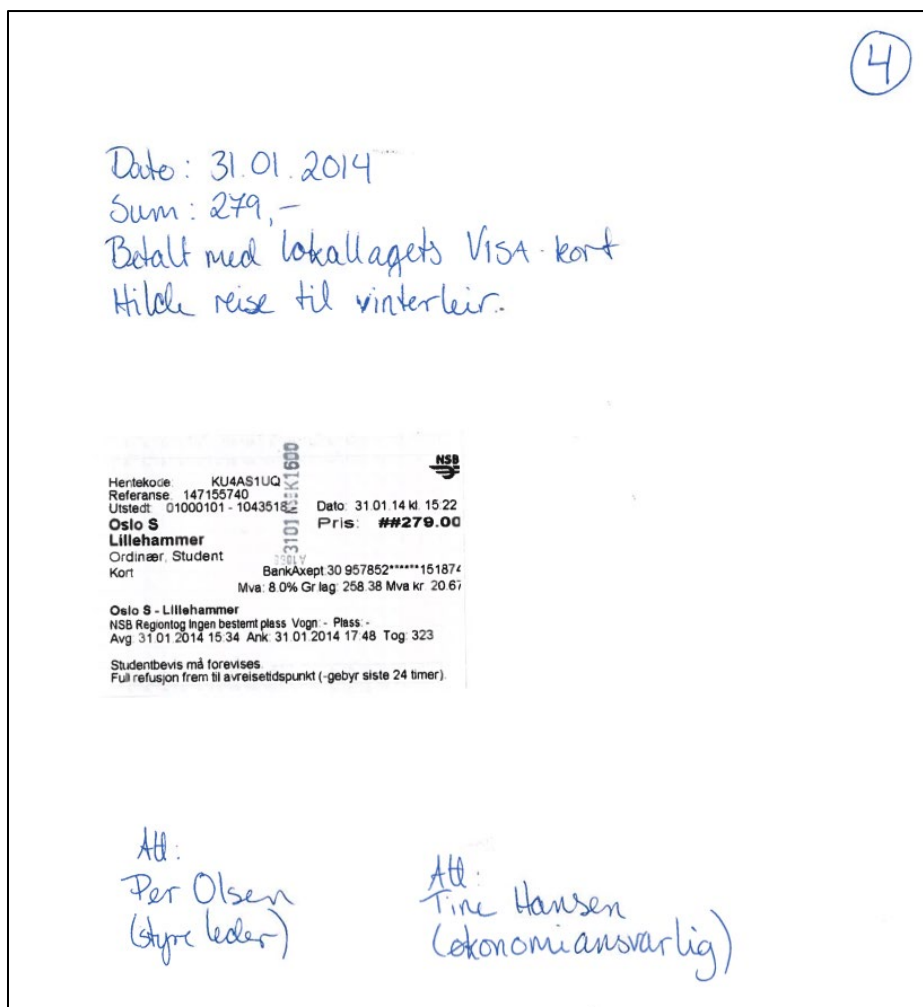 4
Dato: 31.01.2014
Sum: 279,-
Betalt med lokallagets VISA-kort
Hilde reise til vinterleir.
NSB
Hentekode: KU4AS1UQ
Referanse: 147155740
Utstedt: 01000101 - 1043518 Dato: 31.01.14 kl. 15.22
Oslo S Pris: ##279.00
Lillehammer
Ordinær, Student
Kort BankAxept 30 957852******151874
Mva: 8.0% Gr.lag: 258.38 Mva kr 20.67
3101 NSB K1600
Oslo S - Lillehammer
NSB Regiontog Ingen bestemt plass Vogn: - Plass: -
Avg: 31.01.2014 15:34 Ank: 31.01.2014 17:48 Tog: 323
Studentbevis må forevises.
Full refusjon frem til avreisetidspunkt (-gebyr siste 24 timer).
Att:
Per Olsen
(styreleder)
Att:
Tine Hansen
(økonomiansvarlig)